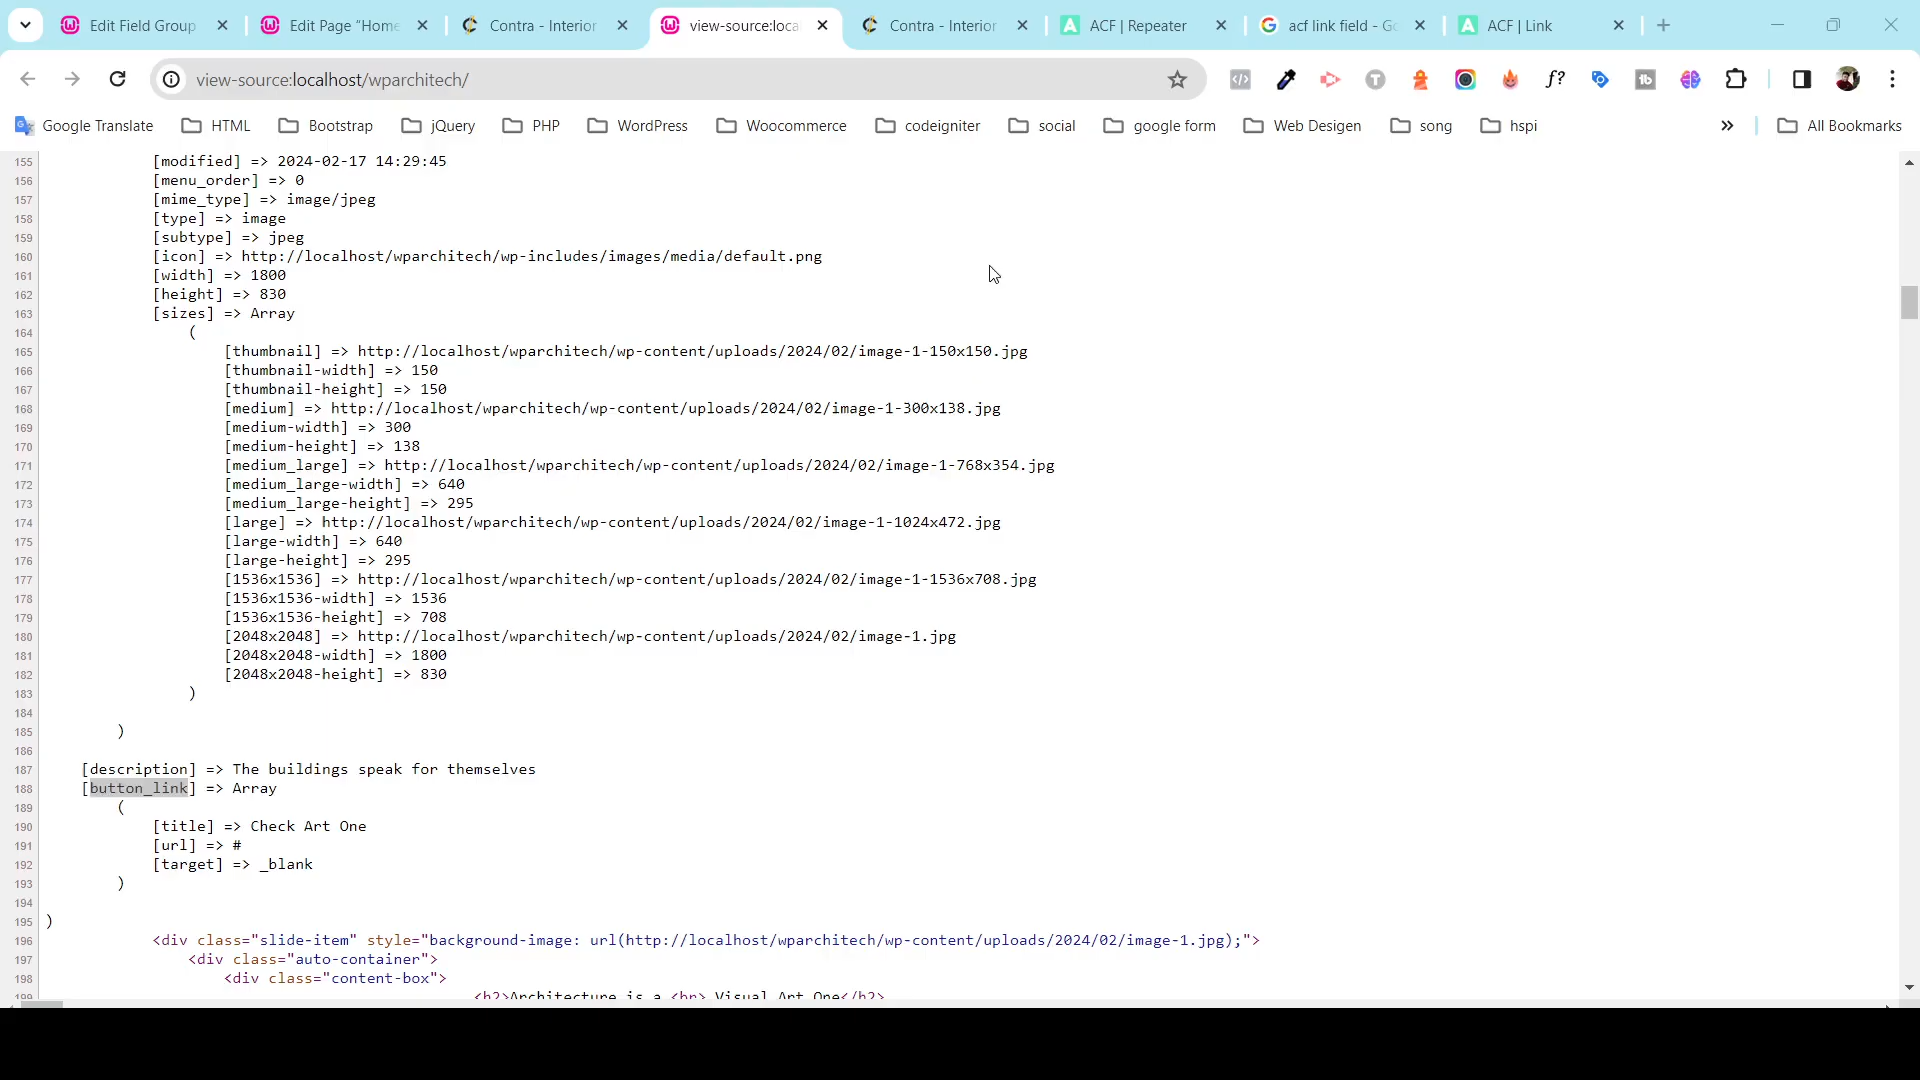 Edit Field Group
Edit Page “Home
Contra - Interior
view-source:loca
Contra - Interior
ACF | Repeater
acf link field - Go
ACF | Link
view-source:localhost/wparchitech/
Google Translate
HTML
Bootstrap
jQuery
PHP
WordPress
Woocommerce
codeigniter
social
google form
Web Desigen
song
hspi
All Bookmarks
155 [modified] => 2024-02-17 14:29:45
156 [menu_order] => 0
157 [mime_type] => image/jpeg
158 [type] => image
159 [subtype] => jpeg
160 [icon] => http://localhost/wparchitech/wp-includes/images/media/default.png
161 [width] => 1800
162 [height] => 830
163 [sizes] => Array
164 (
165 [thumbnail] => http://localhost/wparchitech/wp-content/uploads/2024/02/image-1-150x150.jpg
166 [thumbnail-width] => 150
167 [thumbnail-height] => 150
168 [medium] => http://localhost/wparchitech/wp-content/uploads/2024/02/image-1-300x138.jpg
169 [medium-width] => 300
170 [medium-height] => 138
171 [medium_large] => http://localhost/wparchitech/wp-content/uploads/2024/02/image-1-768x354.jpg
172 [medium_large-width] => 640
173 [medium_large-height] => 295
174 [large] => http://localhost/wparchitech/wp-content/uploads/2024/02/image-1-1024x472.jpg
175 [large-width] => 640
176 [large-height] => 295
177 [1536x1536] => http://localhost/wparchitech/wp-content/uploads/2024/02/image-1-1536x708.jpg
178 [1536x1536-width] => 1536
179 [1536x1536-height] => 708
180 [2048x2048] => http://localhost/wparchitech/wp-content/uploads/2024/02/image-1.jpg
181 [2048x2048-width] => 1800
182 [2048x2048-height] => 830
183 )
184
185 )
186
187 [description] => The buildings speak for themselves
188 [button_link] => Array
189 (
190 [title] => Check Art One
191 [url] => #
192 [target] => _blank
193 )
194
195 )
196 <div class="slide-item" style="background-image: url(http://localhost/wparchitech/wp-content/uploads/2024/02/image-1.jpg);">
197 <div class="auto-container">
198 <div class="content-box">
199 <h2>Architecture is a <br> Visual Art One</h2>